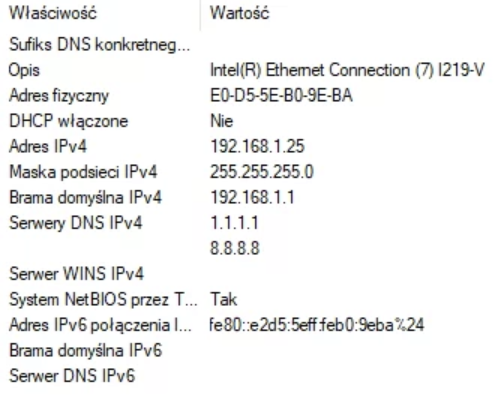 Właściwość Wartość
Sufiks DNS konkretneg...
Opis Intel(R) Ethernet Connection (7) I219-V
Adres fizyczny E0-D5-5E-B0-9E-BA
DHCP włączone Nie
Adres IPv4 192.168.1.25
Maska podsieci IPv4 255.255.255.0
Brama domyślna IPv4 192.168.1.1
Serwery DNS IPv4 1.1.1.1
8.8.8.8
Serwer WINS IPv4
System NetBIOS przez T... Tak
Adres IPv6 połączenia l... fe80::e2d5:5eff:feb0:9eba%24
Brama domyślna IPv6
Serwer DNS IPv6